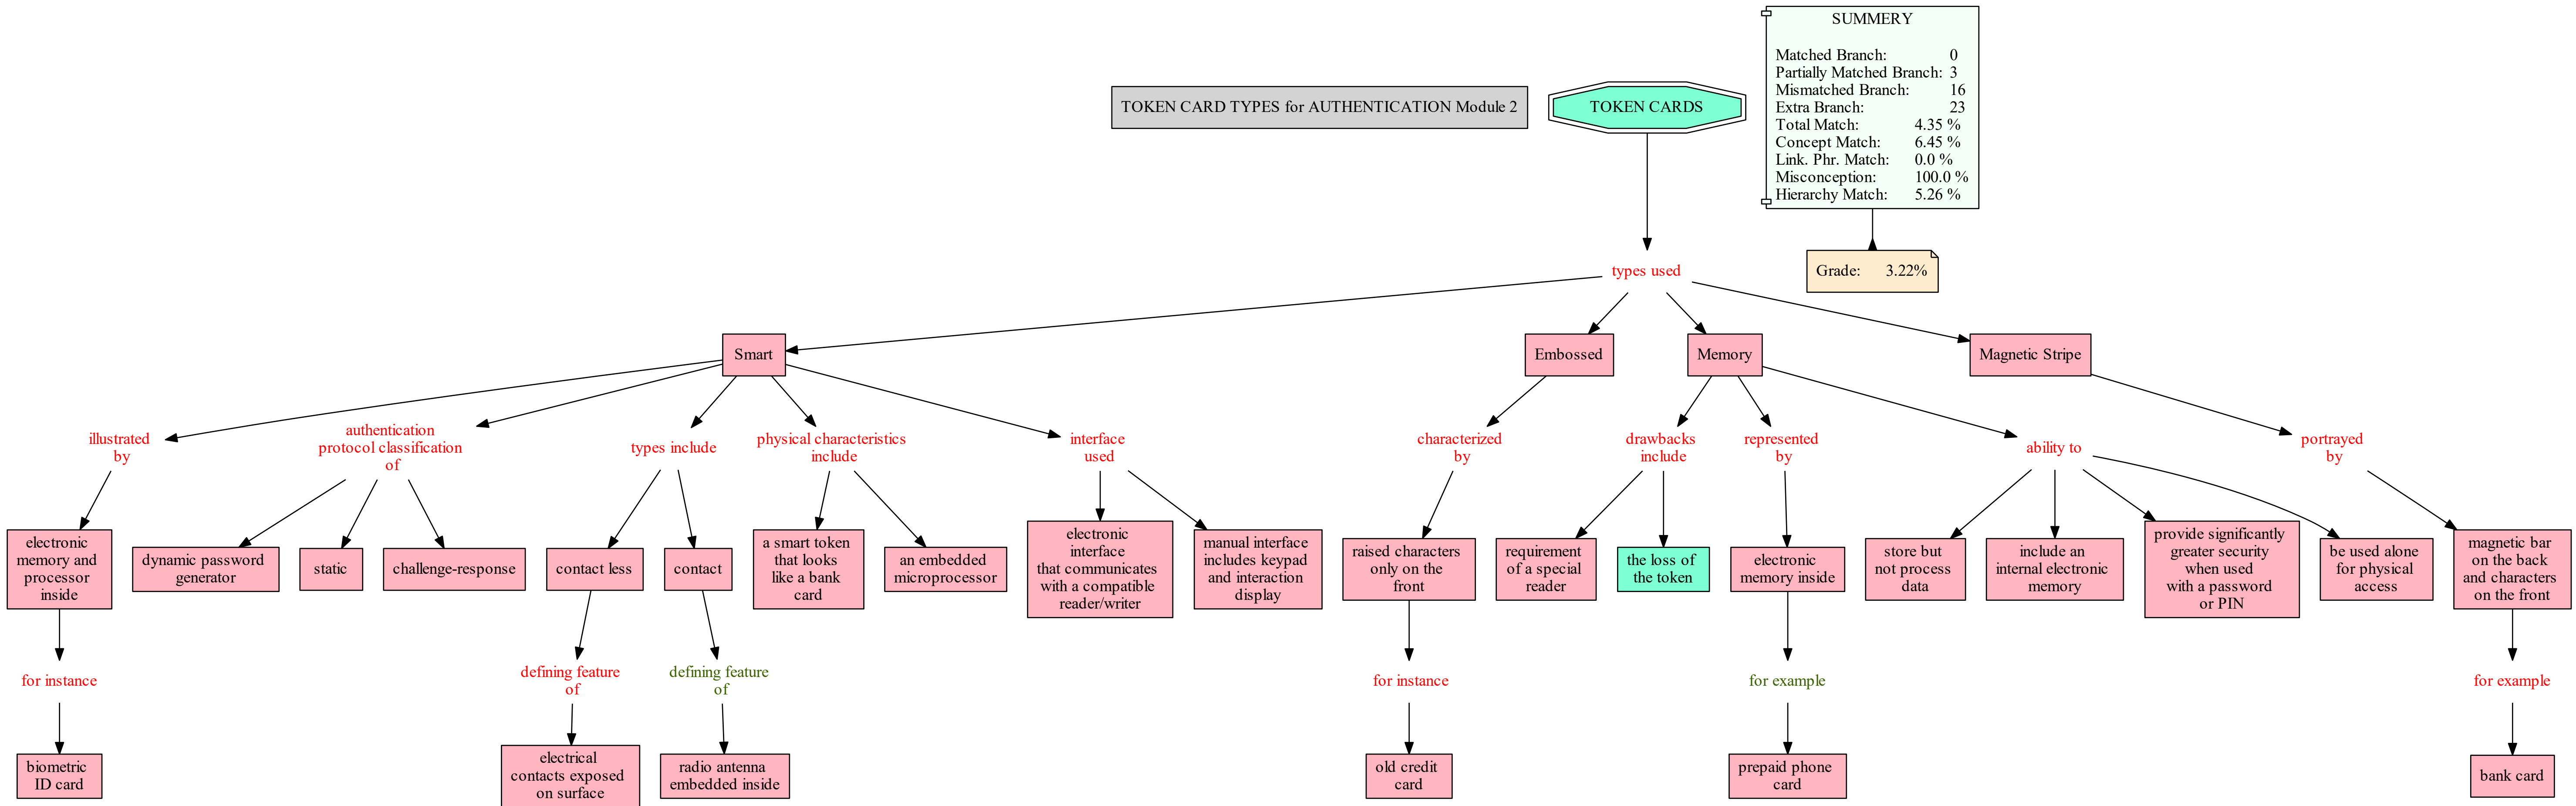 SUMMERY
Matched Branch: 0
Partially Matched Branch: 3
Mismatched Branch: 16
Extra Branch: 23
Total Match: 4.35 %
Concept Match: 6.45 %
Link. Phr. Match: 0.0 %
Misconception: 100.0 %
Hierarchy Match: 5.26 %
TOKEN CARD TYPES for AUTHENTICATION Module 2
TOKEN CARDS
Grade: 3.22%
types used
Smart
Embossed
Memory
Magnetic Stripe
illustrated
by
authentication
protocol classification
of
types include
physical characteristics
include
interface
used
characterized
by
drawbacks
include
represented
by
ability to
portrayed
by
electronic
memory and
processor
inside
dynamic password
generator
static
challenge-response
contact less
contact
a smart token
that looks
like a bank
card
an embedded
microprocessor
electronic
interface
that communicates
with a compatible
reader/writer
manual interface
includes keypad
and interaction
display
raised characters
only on the
front
requirement
of a special
reader
the loss of
the token
electronic
memory inside
store but
not process
data
include an
internal electronic
memory
provide significantly
greater security
when used
with a password
or PIN
be used alone
for physical
access
magnetic bar
on the back
and characters
on the front
for instance
defining feature
of
defining feature
of
for instance
for example
for example
biometric
ID card
electrical
contacts exposed
on surface
radio antenna
embedded inside
old credit
card
prepaid phone
card
bank card